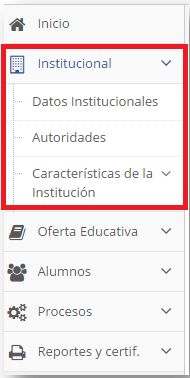 Inicio
Institucional
Datos Institucionales
Autoridades
Características de la
Institución
Oferta Educativa
Alumnos
Procesos
Reportes y certif.